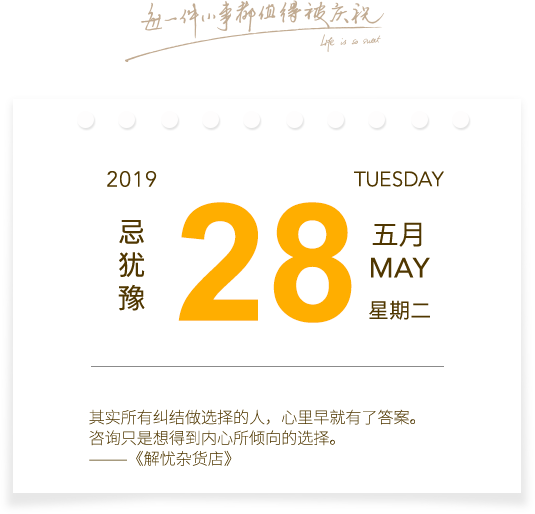 每一件小事都值得被庆祝
Life is so sweet
2019
TUESDAY
忌犹豫
28
五月
MAY
星期二
其实所有纠结做选择的人，心里早就有了答案。
咨询只是想得到内心所倾向的选择。
——《解忧杂货店》